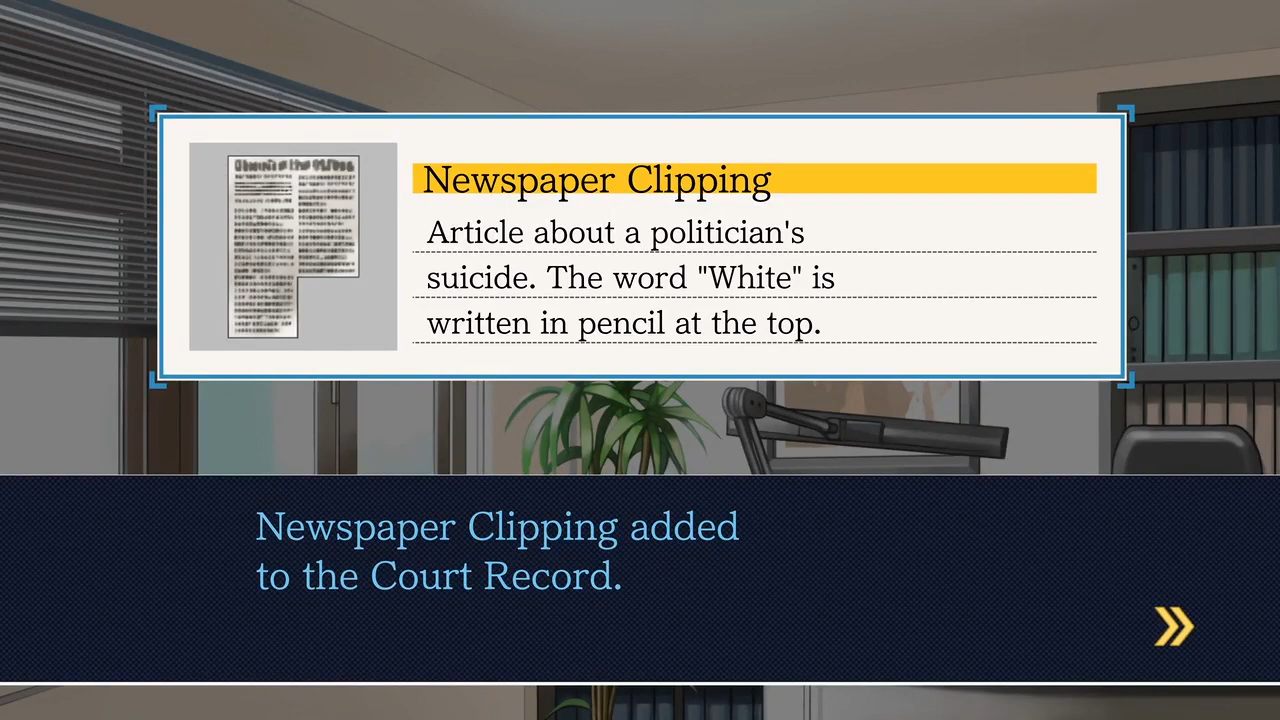 Newspaper Clipping
Article about a politician's
suicide. The word "White" is
written in pencil at the top.
Newspaper Clipping added
to the Court Record.